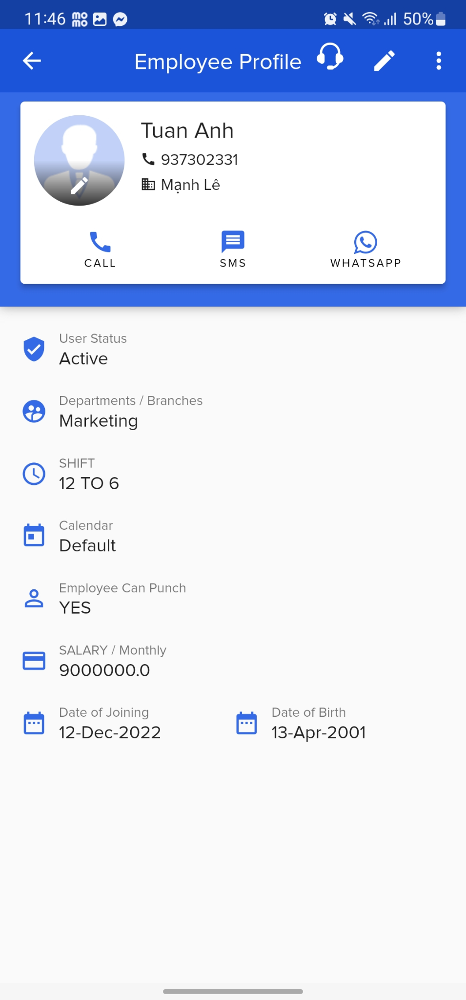 11:46
50%
Employee Profile
Tuan Anh
937302331
Mạnh Lê
CALL
SMS
WHATSAPP
User Status
Active
Departments / Branches
Marketing
SHIFT
12 TO 6
Calendar
Default
Employee Can Punch
YES
SALARY / Monthly
9000000.0
Date of Joining
12-Dec-2022
Date of Birth
13-Apr-2001